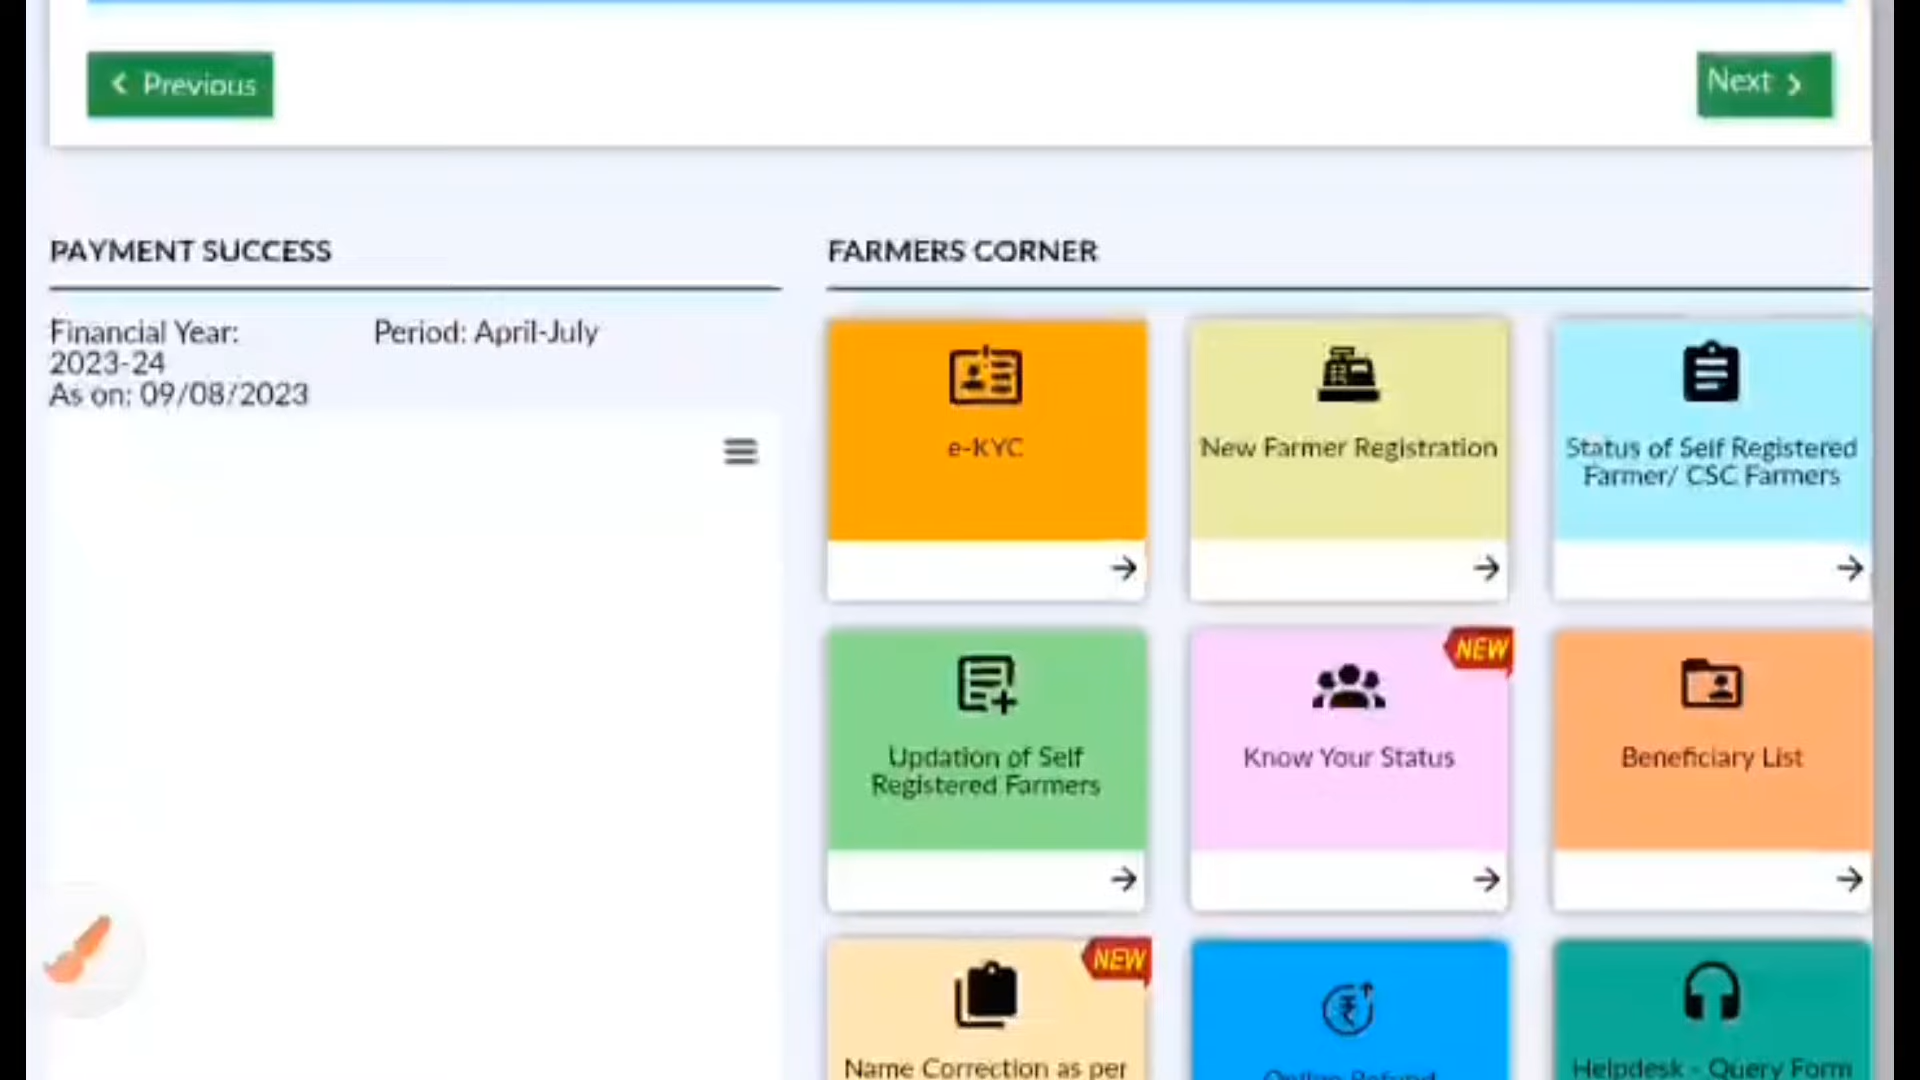 Previous
Next
PAYMENT SUCCESS
Financial Year:
2023-24
Period: April-July
As on: 09/08/2023
FARMERS CORNER
e-KYC
New Farmer Registration
Status of Self Registered
Farmer/ CSC Farmers
Updation of Self
Registered Farmers
NEW
Know Your Status
Beneficiary List
NEW
Name Correction as per
Online Refund
Helpdesk - Query Form